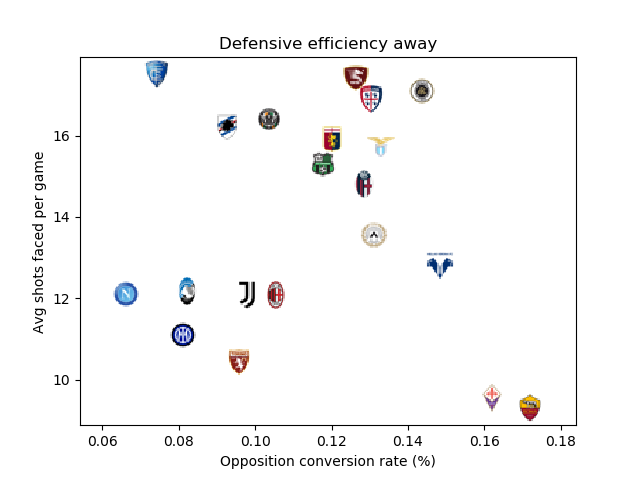 Defensive efficiency away
Avg shots faced per game
16
14
12
10
0.06 0.08 0.10 0.12 0.14 0.16 0.18
Opposition conversion rate (%)